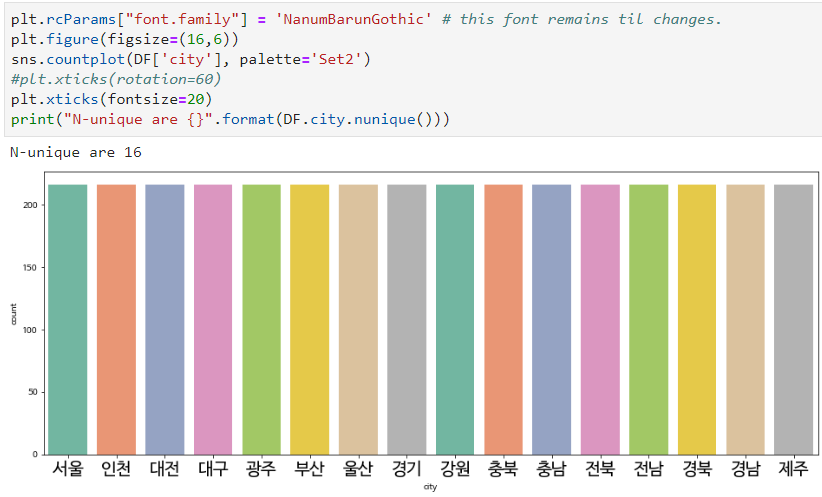 plt.rcParams["font.family"] = 'NanumBarunGothic' # this font remains til changes.
plt.figure(figsize=(16,6))
sns.countplot(DF['city'], palette='Set2')
#plt.xticks(rotation=60)
plt.xticks(fontsize=20)
print("N-unique are {}".format(DF.city.nunique()))
N-unique are 16
200
150
100
50
0
count
서울 인천 대전 대구 광주 부산 울산 경기 강원 충북 충남 전북 전남 경북 경남 제주
city